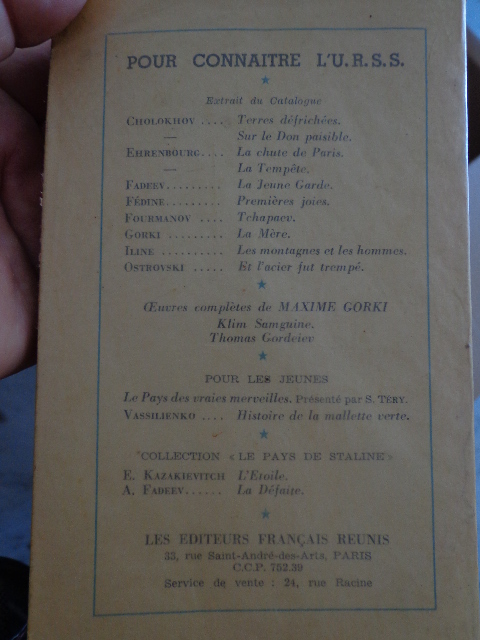 POUR CONNAITRE L'U.R.S.S.
★
Extrait du Catalogue
CHOLOKHOV .... Terres défrichées.
— Sur le Don paisible.
EHRENBOURG.... La chute de Paris.
— La Tempête.
FADEEV......... La Jeune Garde.
FÉDINE......... Premières joies.
FOURMANOV .... Tchapaev.
GORKI ......... La Mère.
ILINE .......... Les montagnes et les hommes.
OSTROVSKI ..... Et l'acier fut trempé.
★
Œuvres complètes de MAXIME GORKI
Klim Samguine.
Thomas Gordeiev
★
POUR LES JEUNES
Le Pays des vraies merveilles. Présenté par S. TÉRY.
VASSILIENKO .... Histoire de la mallette verte.
★
COLLECTION « LE PAYS DE STALINE »
E. KAZAKIEVITCH L'Etoile.
A. FADEEV...... La Défaite.
★
LES EDITEURS FRANÇAIS REUNIS
33, rue Saint-André-des-Arts, PARIS
C.C.P. 752.39
Service de vente : 24, rue Racine